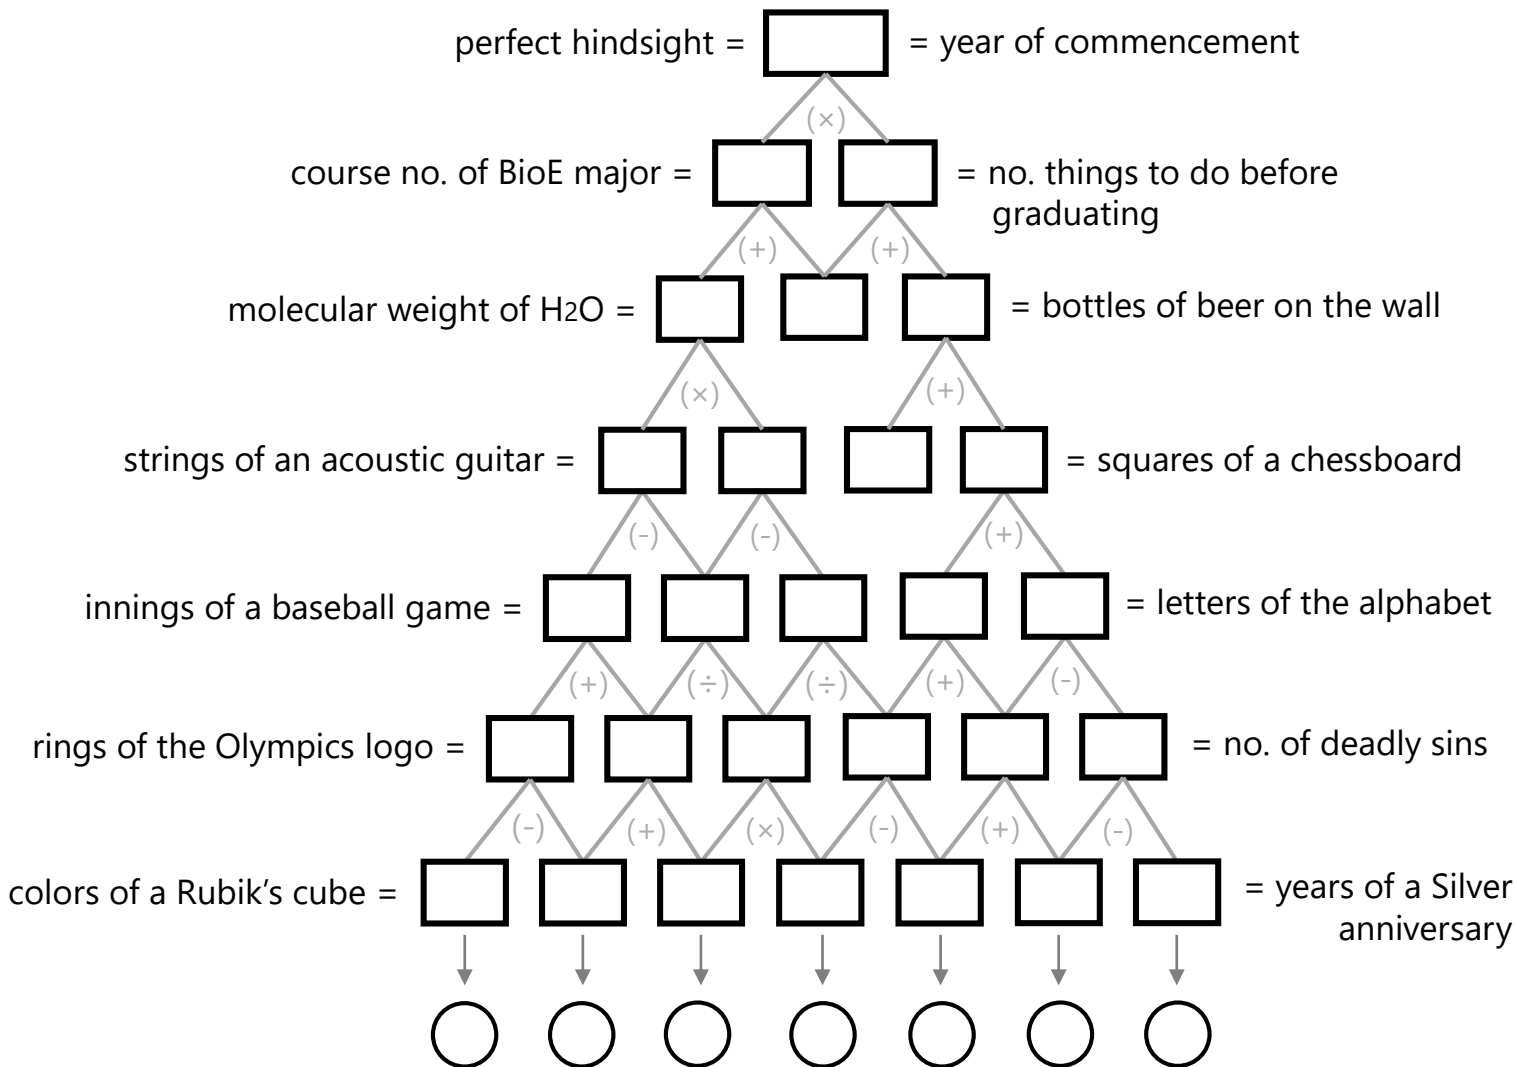 perfect hindsight = = year of commencement
(×)
course no. of BioE major = = no. things to do before
graduating
(+) (+)
molecular weight of H2O = = bottles of beer on the wall
(×) (+)
strings of an acoustic guitar = = squares of a chessboard
(-) (-) (+)
innings of a baseball game = = letters of the alphabet
(+) (÷) (÷) (+) (-)
rings of the Olympics logo = = no. of deadly sins
(-) (+) (×) (-) (+) (-)
colors of a Rubik’s cube = = years of a Silver
anniversary